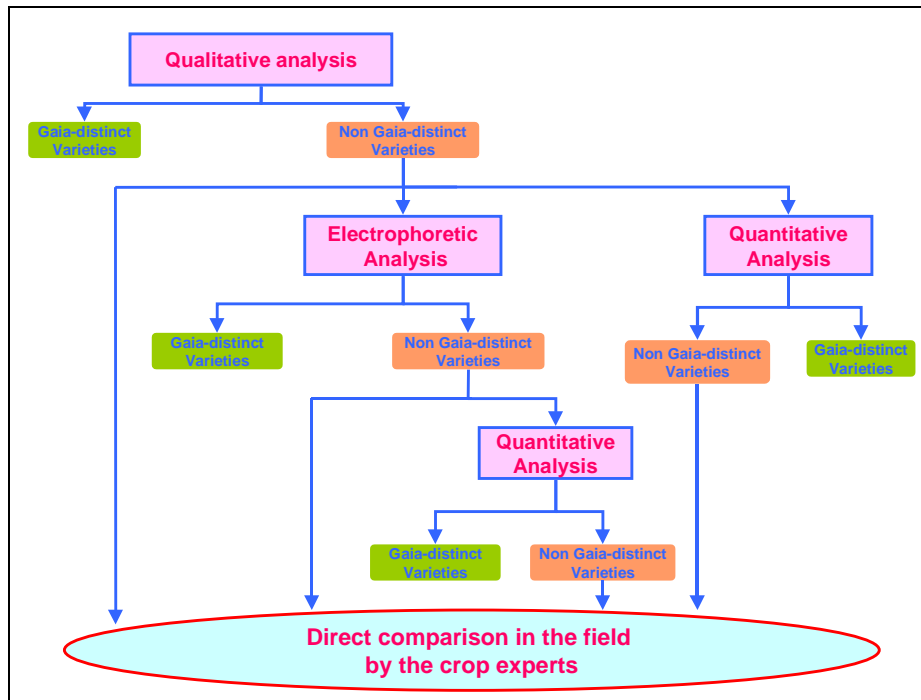 Qualitative analysis
Gaia-distinct
Varieties
Non Gaia-distinct
Varieties
Electrophoretic
Analysis
Quantitative
Analysis
Gaia-distinct
Varieties
Non Gaia-distinct
Varieties
Non Gaia-distinct
Varieties
Gaia-distinct
Varieties
Quantitative
Analysis
Gaia-distinct
Varieties
Non Gaia-distinct
Varieties
Direct comparison in the field
by the crop experts